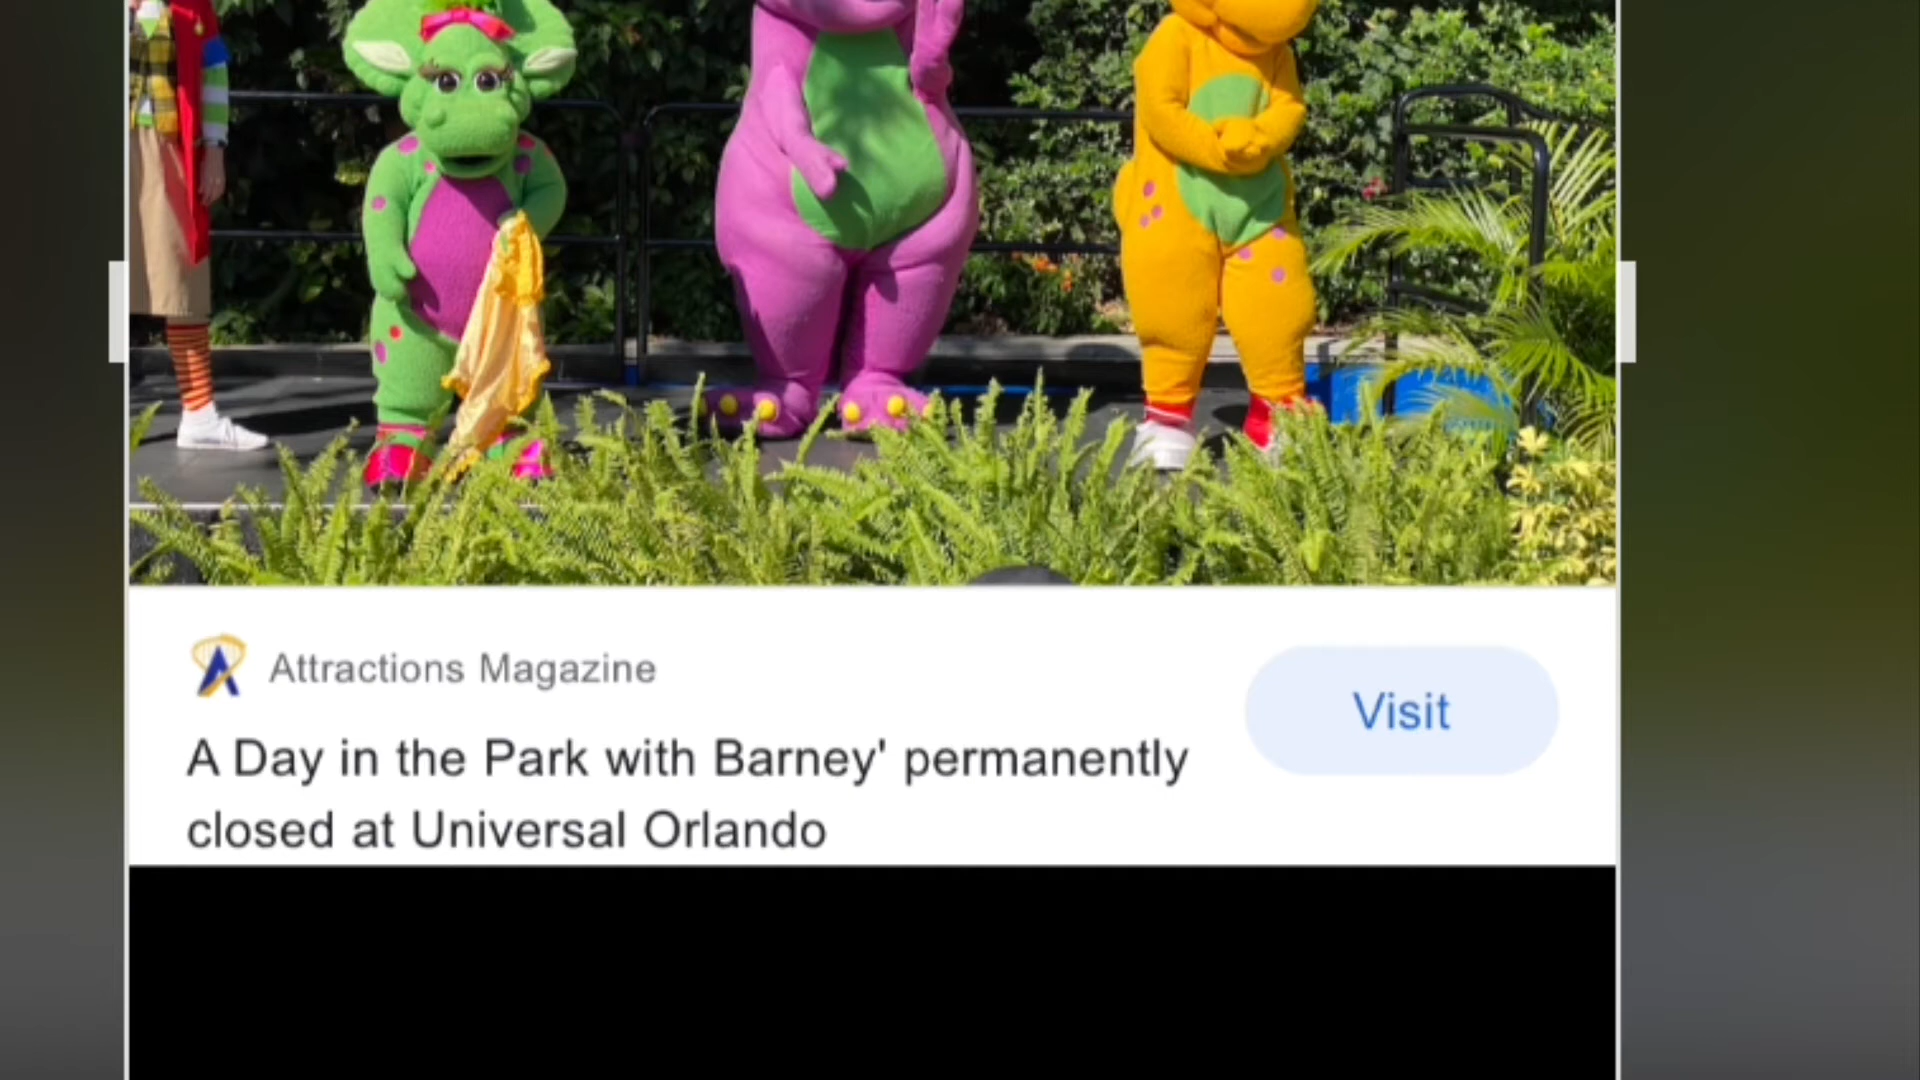 Attractions Magazine
Visit
A Day in the Park with Barney' permanently
closed at Universal Orlando